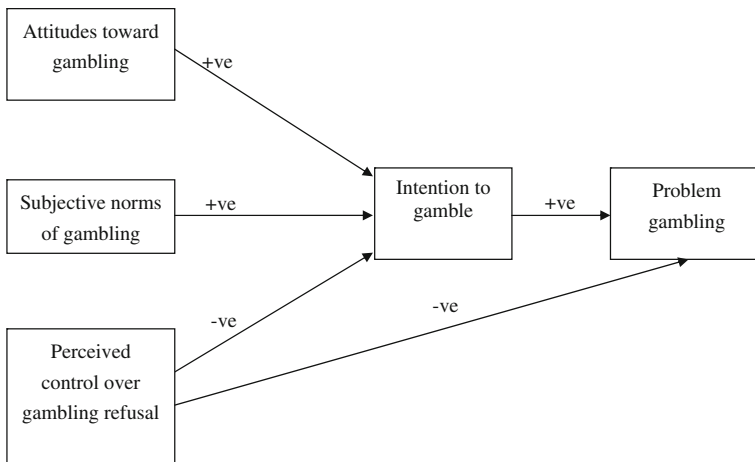 Attitudes toward
gambling
+ve
Subjective norms
of gambling
+ve
Intention to
gamble
+ve
Problem
gambling
-ve
-ve
Perceived
control over
gambling refusal